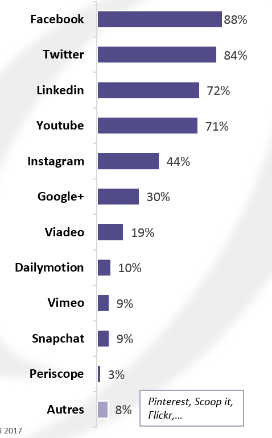 Facebook 88%
Twitter 84%
Linkedin 72%
Youtube 71%
Instagram 44%
Google+ 30%
Viadeo 19%
Dailymotion 10%
Vimeo 9%
Snapchat 9%
Periscope 3%
Autres 8% Pinterest, Scoop it,
Flickr,...
2017